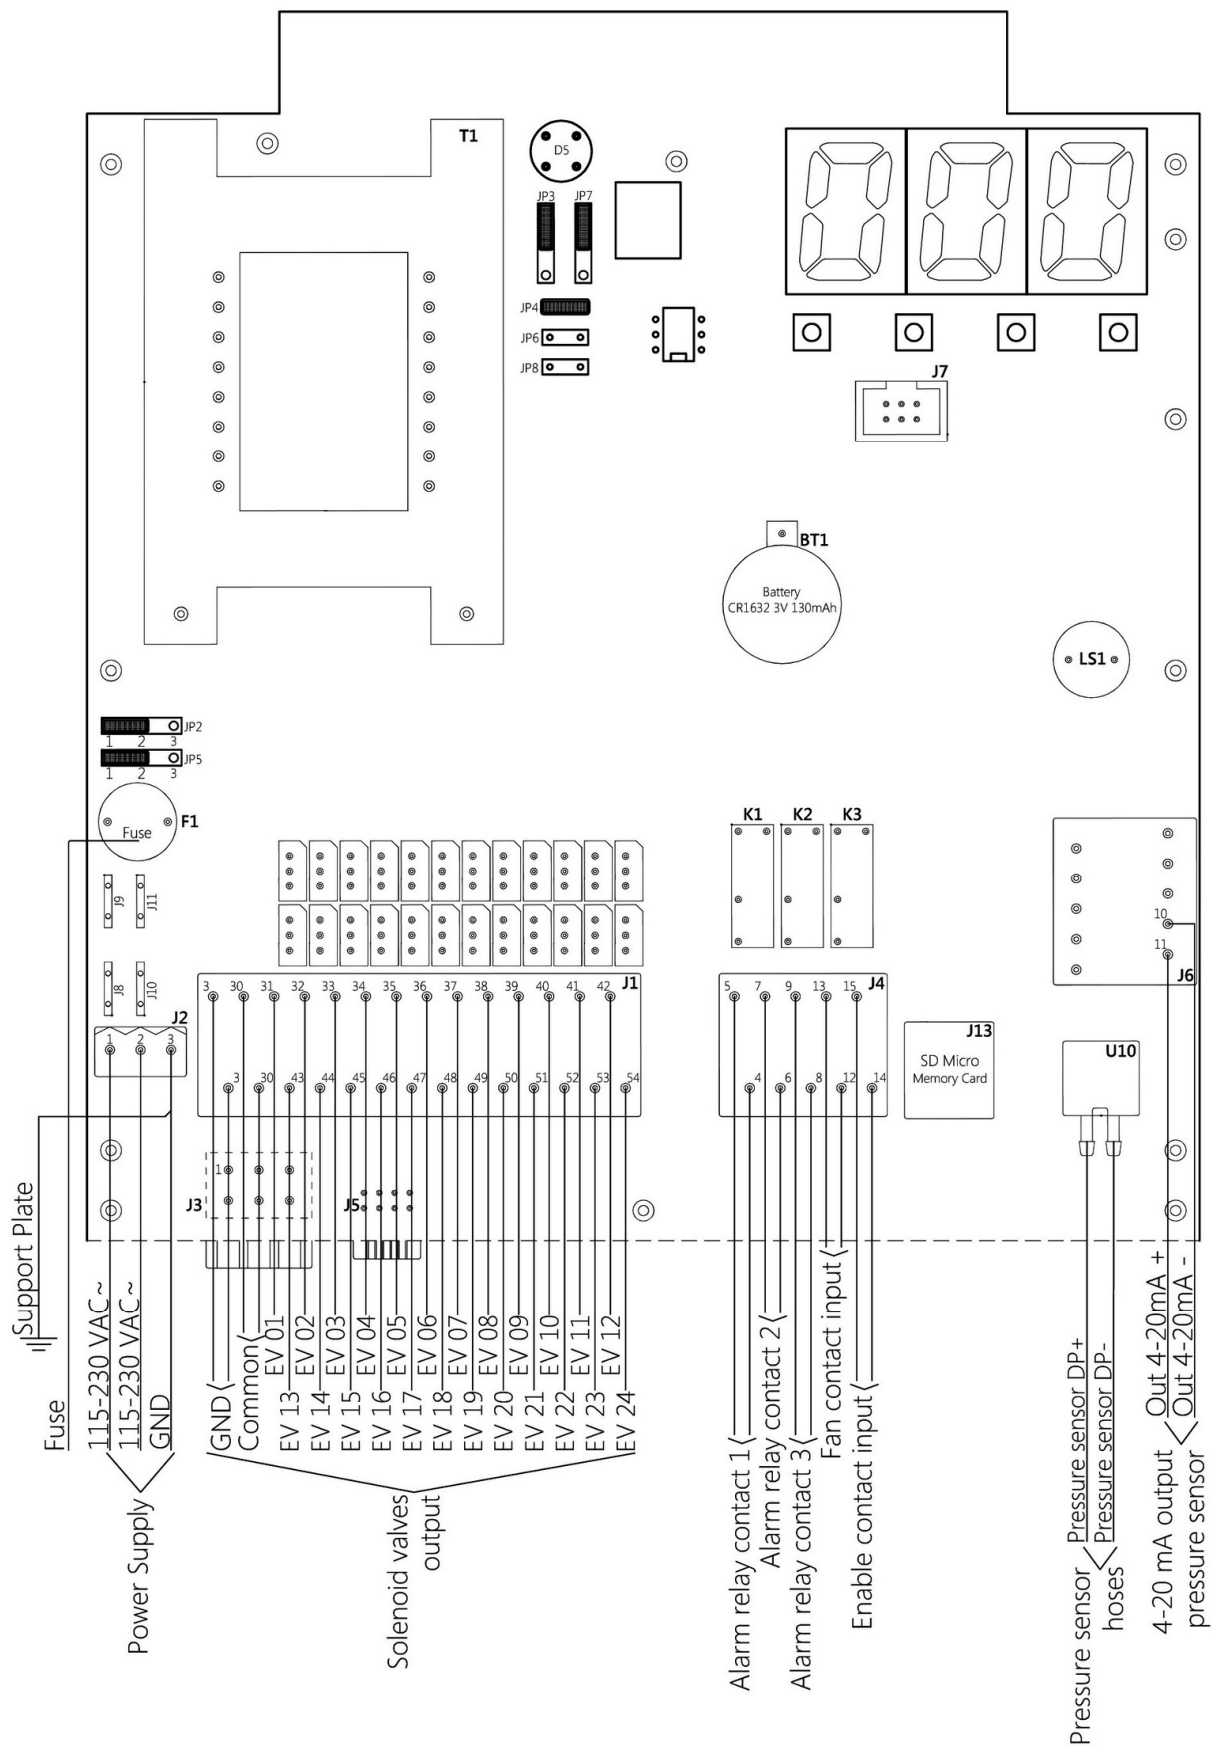 T1
D5
JP3
JP7
JP4
JP6
JP8
J7
BT1
Battery
CR1632 3V 130mAh
LS1
JP2
1 2 3
JP5
1 2 3
F1
Fuse
K1
K2
K3
J9
J11
J8
J10
J2
1 2 3
J1
3 30 31 32 33 34 35 36 37 38 39 40 41 42
3 30 43 44 45 46 47 48 49 50 51 52 53 54
J4
5 7 9 13 15
4 6 8 12 14
J13
SD Micro
Memory Card
10
11
J6
U10
J3
1
J5
Support Plate
Fuse
115-230 VAC~
115-230 VAC~
GND
Power Supply
GND
Common
EV 01
EV 02
EV 03
EV 04
EV 05
EV 06
EV 07
EV 08
EV 09
EV 10
EV 11
EV 12
EV 13
EV 14
EV 15
EV 16
EV 17
EV 18
EV 19
EV 20
EV 21
EV 22
EV 23
EV 24
Solenoid valves
output
Alarm relay contact 1
Alarm relay contact 2
Alarm relay contact 3
Fan contact input
Enable contact input
Pressure sensor DP+
Pressure sensor DP-
Pressure sensor
hoses
Out 4-20mA +
Out 4-20mA -
4-20 mA output
pressure sensor